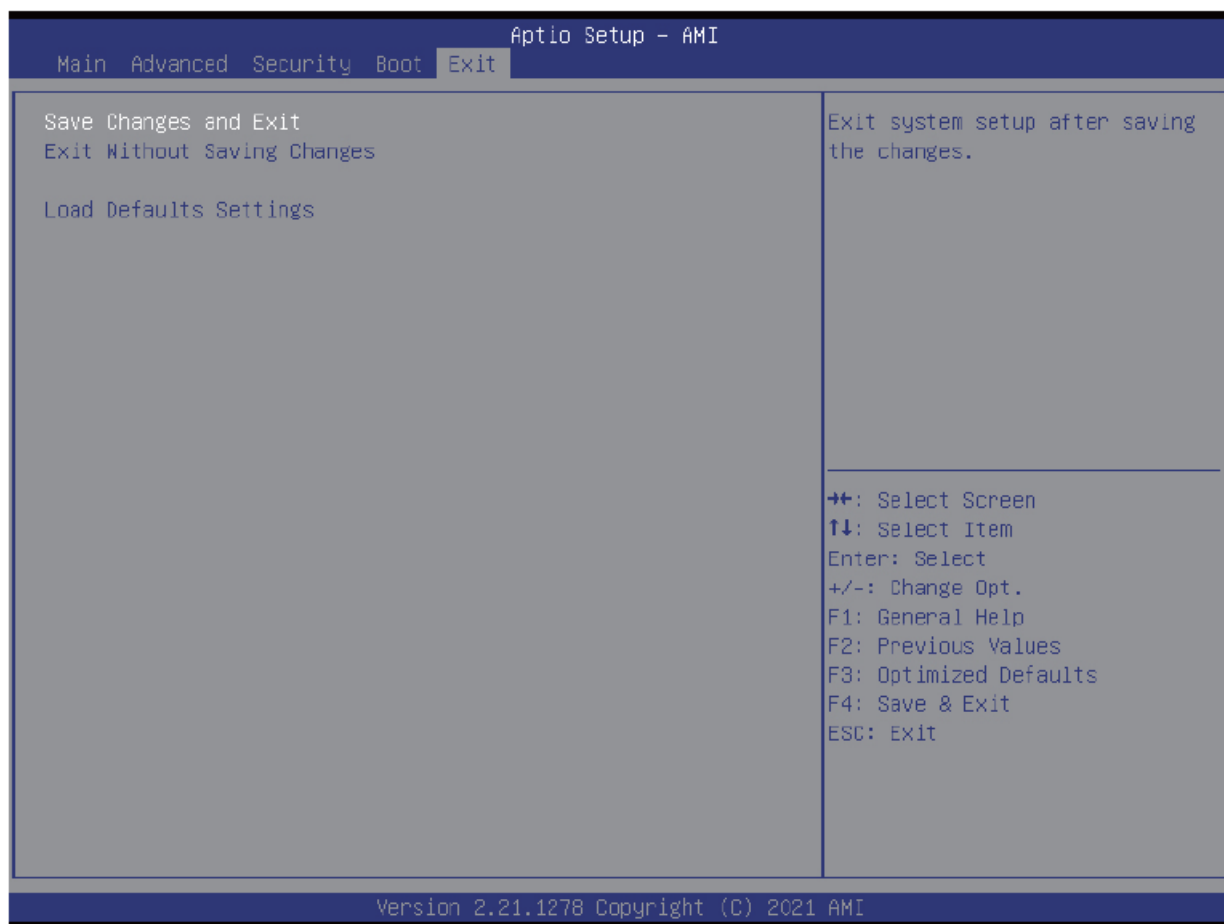 Aptio Setup – AMI
Main Advanced Security Boot Exit
Save Changes and Exit
Exit Without Saving Changes
Load Defaults Settings
Exit system setup after saving
the changes.
→←: Select Screen
↑↓: Select Item
Enter: Select
+/-: Change Opt.
F1: General Help
F2: Previous Values
F3: Optimized Defaults
F4: Save & Exit
ESC: Exit
Version 2.21.1278 Copyright (C) 2021 AMI